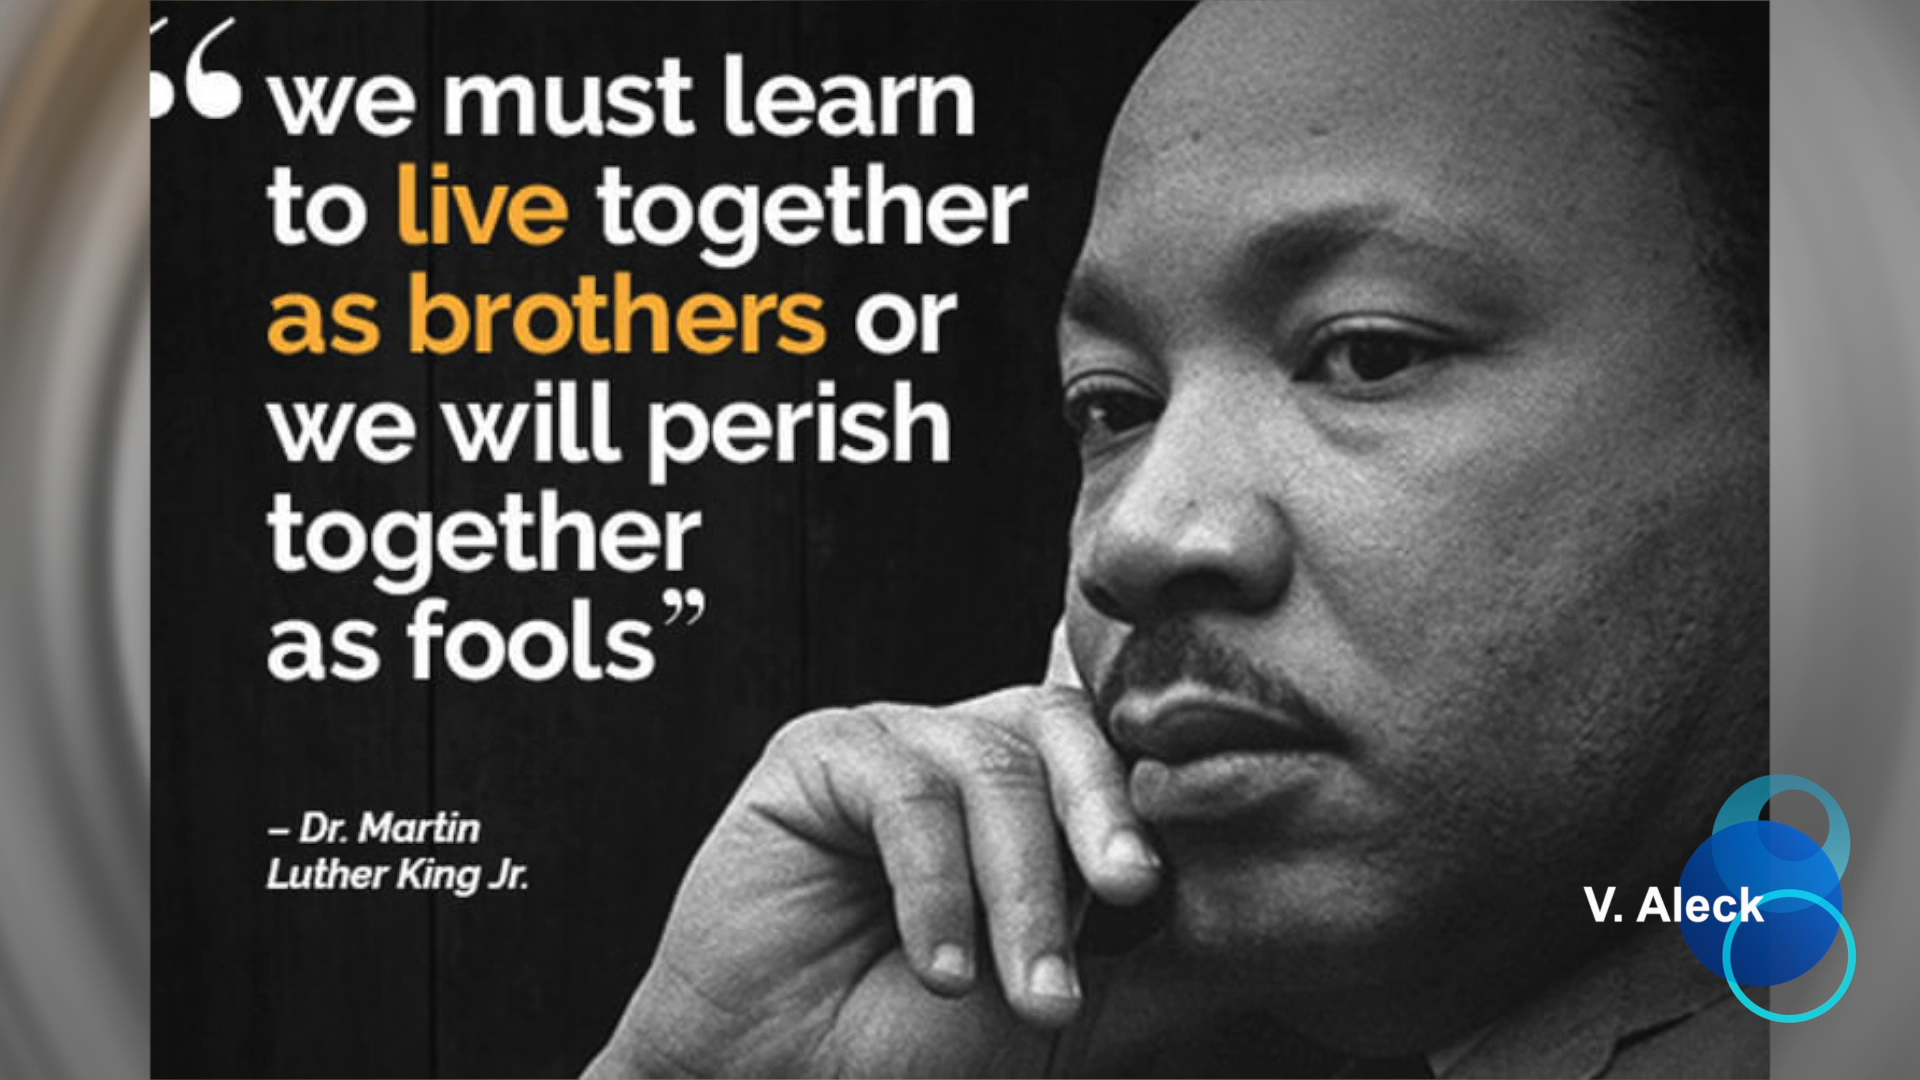 “we must learn
to live together
as brothers or
we will perish
together
as fools”
– Dr. Martin
Luther King Jr.
V. Aleck